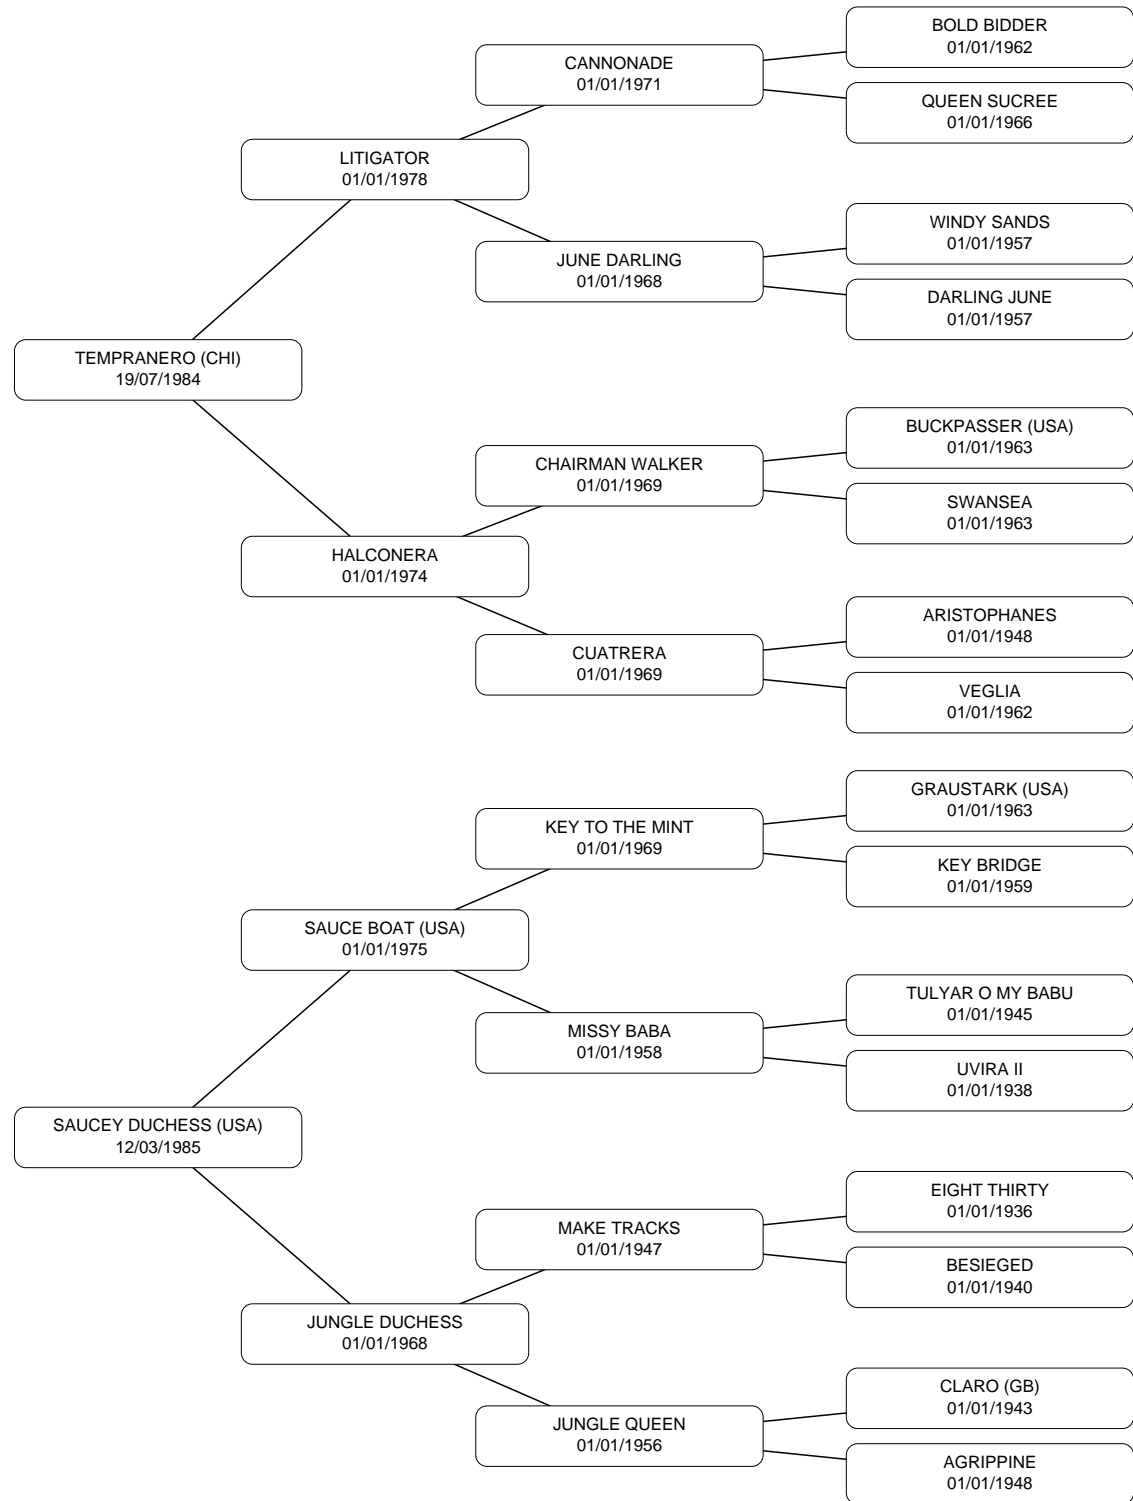 BOLD BIDDER
01/01/1962
CANNONADE
01/01/1971
QUEEN SUCREE
01/01/1966
LITIGATOR
01/01/1978
WINDY SANDS
01/01/1957
JUNE DARLING
01/01/1968
DARLING JUNE
01/01/1957
TEMPRANERO (CHI)
19/07/1984
BUCKPASSER (USA)
01/01/1963
CHAIRMAN WALKER
01/01/1969
SWANSEA
01/01/1963
HALCONERA
01/01/1974
ARISTOPHANES
01/01/1948
CUATRERA
01/01/1969
VEGLIA
01/01/1962
GRAUSTARK (USA)
01/01/1963
KEY TO THE MINT
01/01/1969
KEY BRIDGE
01/01/1959
SAUCE BOAT (USA)
01/01/1975
TULYAR O MY BABU
01/01/1945
MISSY BABA
01/01/1958
UVIRA II
01/01/1938
SAUCEY DUCHESS (USA)
12/03/1985
EIGHT THIRTY
01/01/1936
MAKE TRACKS
01/01/1947
BESIEGED
01/01/1940
JUNGLE DUCHESS
01/01/1968
CLARO (GB)
01/01/1943
JUNGLE QUEEN
01/01/1956
AGRIPPINE
01/01/1948